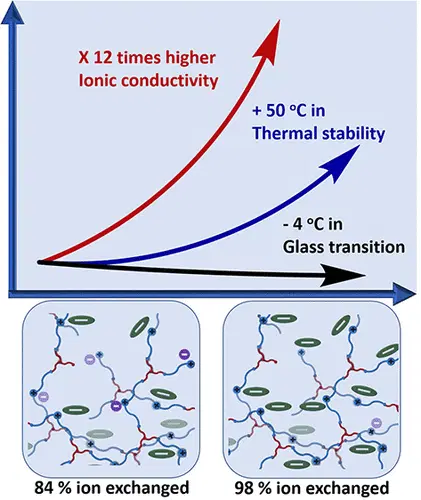 X 12 times higher
Ionic conductivity
+ 50 °C in
Thermal stability
- 4 °C in
Glass transition
84 % ion exchanged
98 % ion exchanged